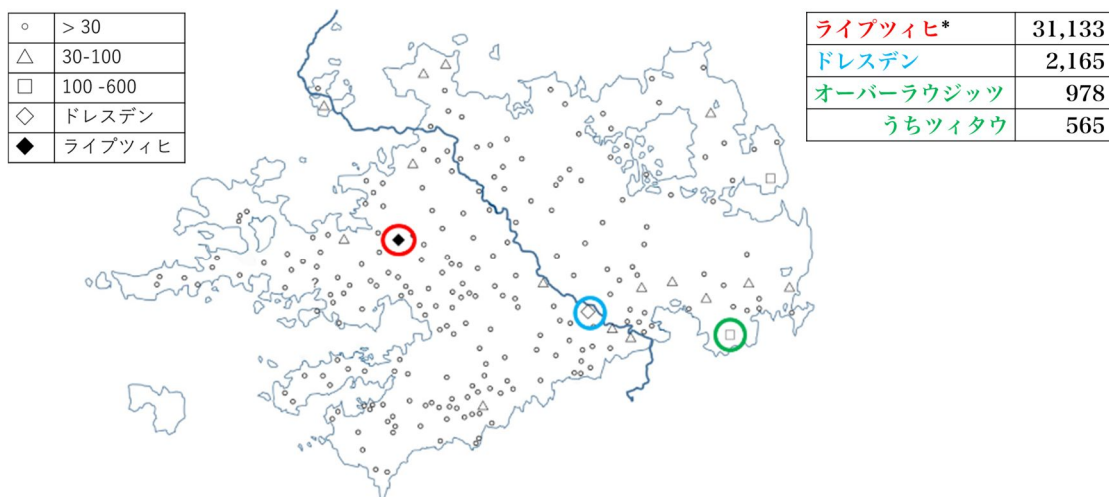 > 30
30-100
100 -600
ドレスデン
ライプツィヒ
ライプツィヒ* 31,133
ドレスデン 2,165
オーバーラウジッツ 978
うちツィタウ 565
?